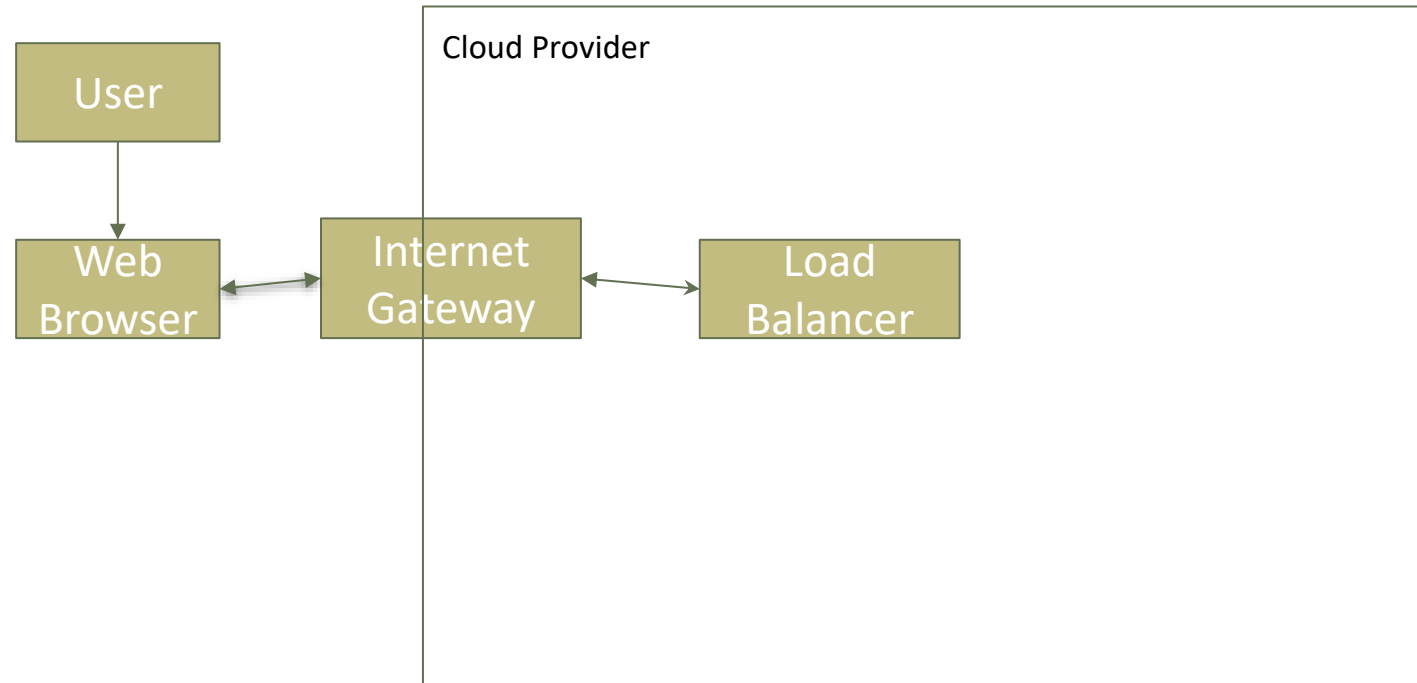 Cloud Provider
User
Web
Browser
Internet
Gateway
Load
Balancer